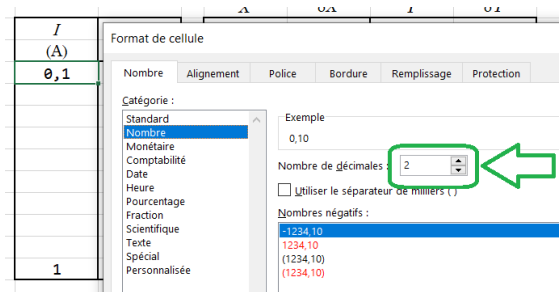 X δX Y δY
I
(A)
0,1
1
Format de cellule
Nombre Alignement Police Bordure Remplissage Protection
Catégorie :
Standard
Nombre
Monétaire
Comptabilité
Date
Heure
Pourcentage
Fraction
Scientifique
Texte
Spécial
Personnalisée
Exemple
0,10
Nombre de décimales : 2
Utiliser le séparateur de milliers ( )
Nombres négatifs :
-1234,10
1234,10
(1234,10)
(1234,10)